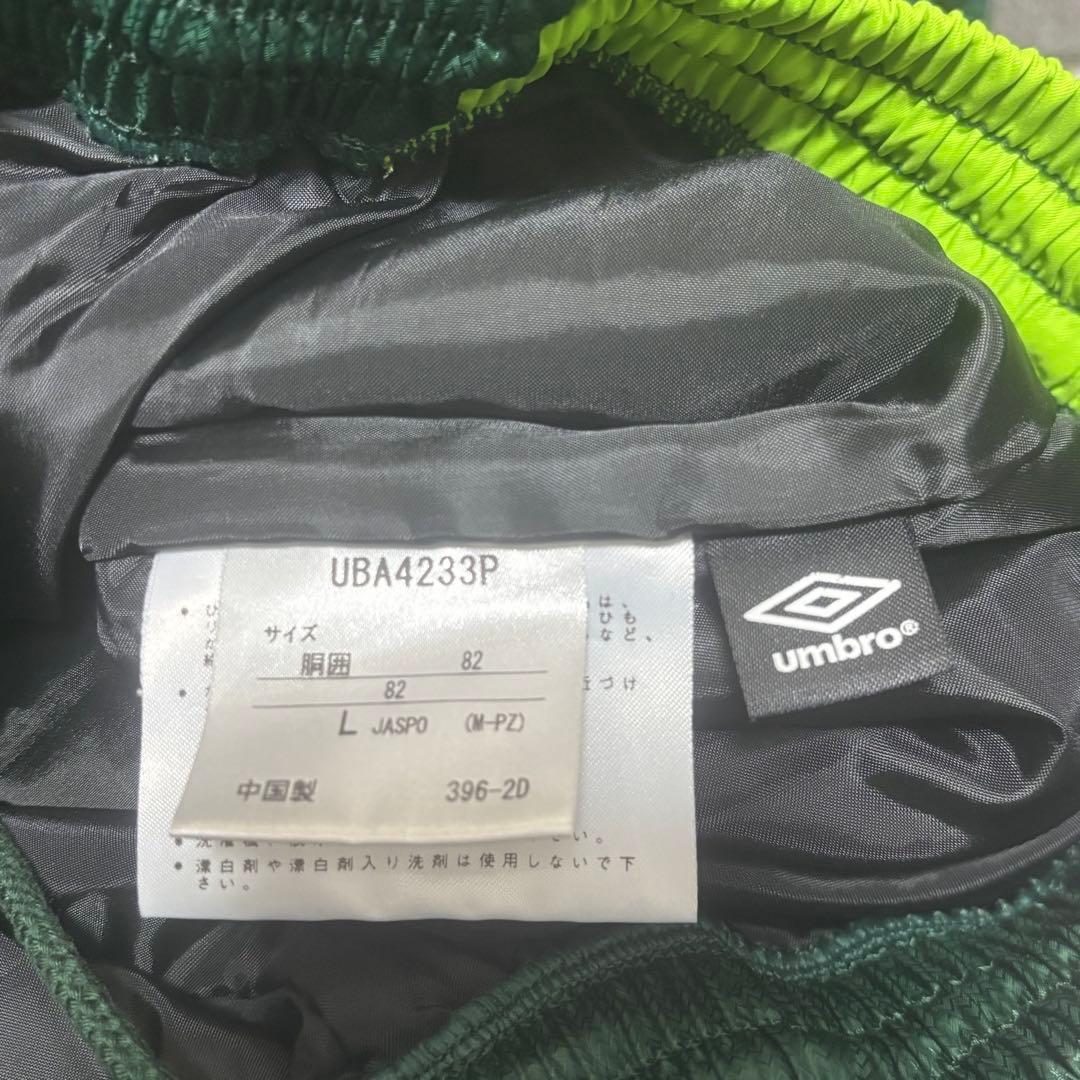 UBA4233P
サイズ
胴囲 82
82
L JASPO (M-PZ)
中国製 396-2D
は、
ひも
など、
づけ
い。
• 漂白剤や漂白剤入り洗剤は使用しないで下
さい。
umbro®